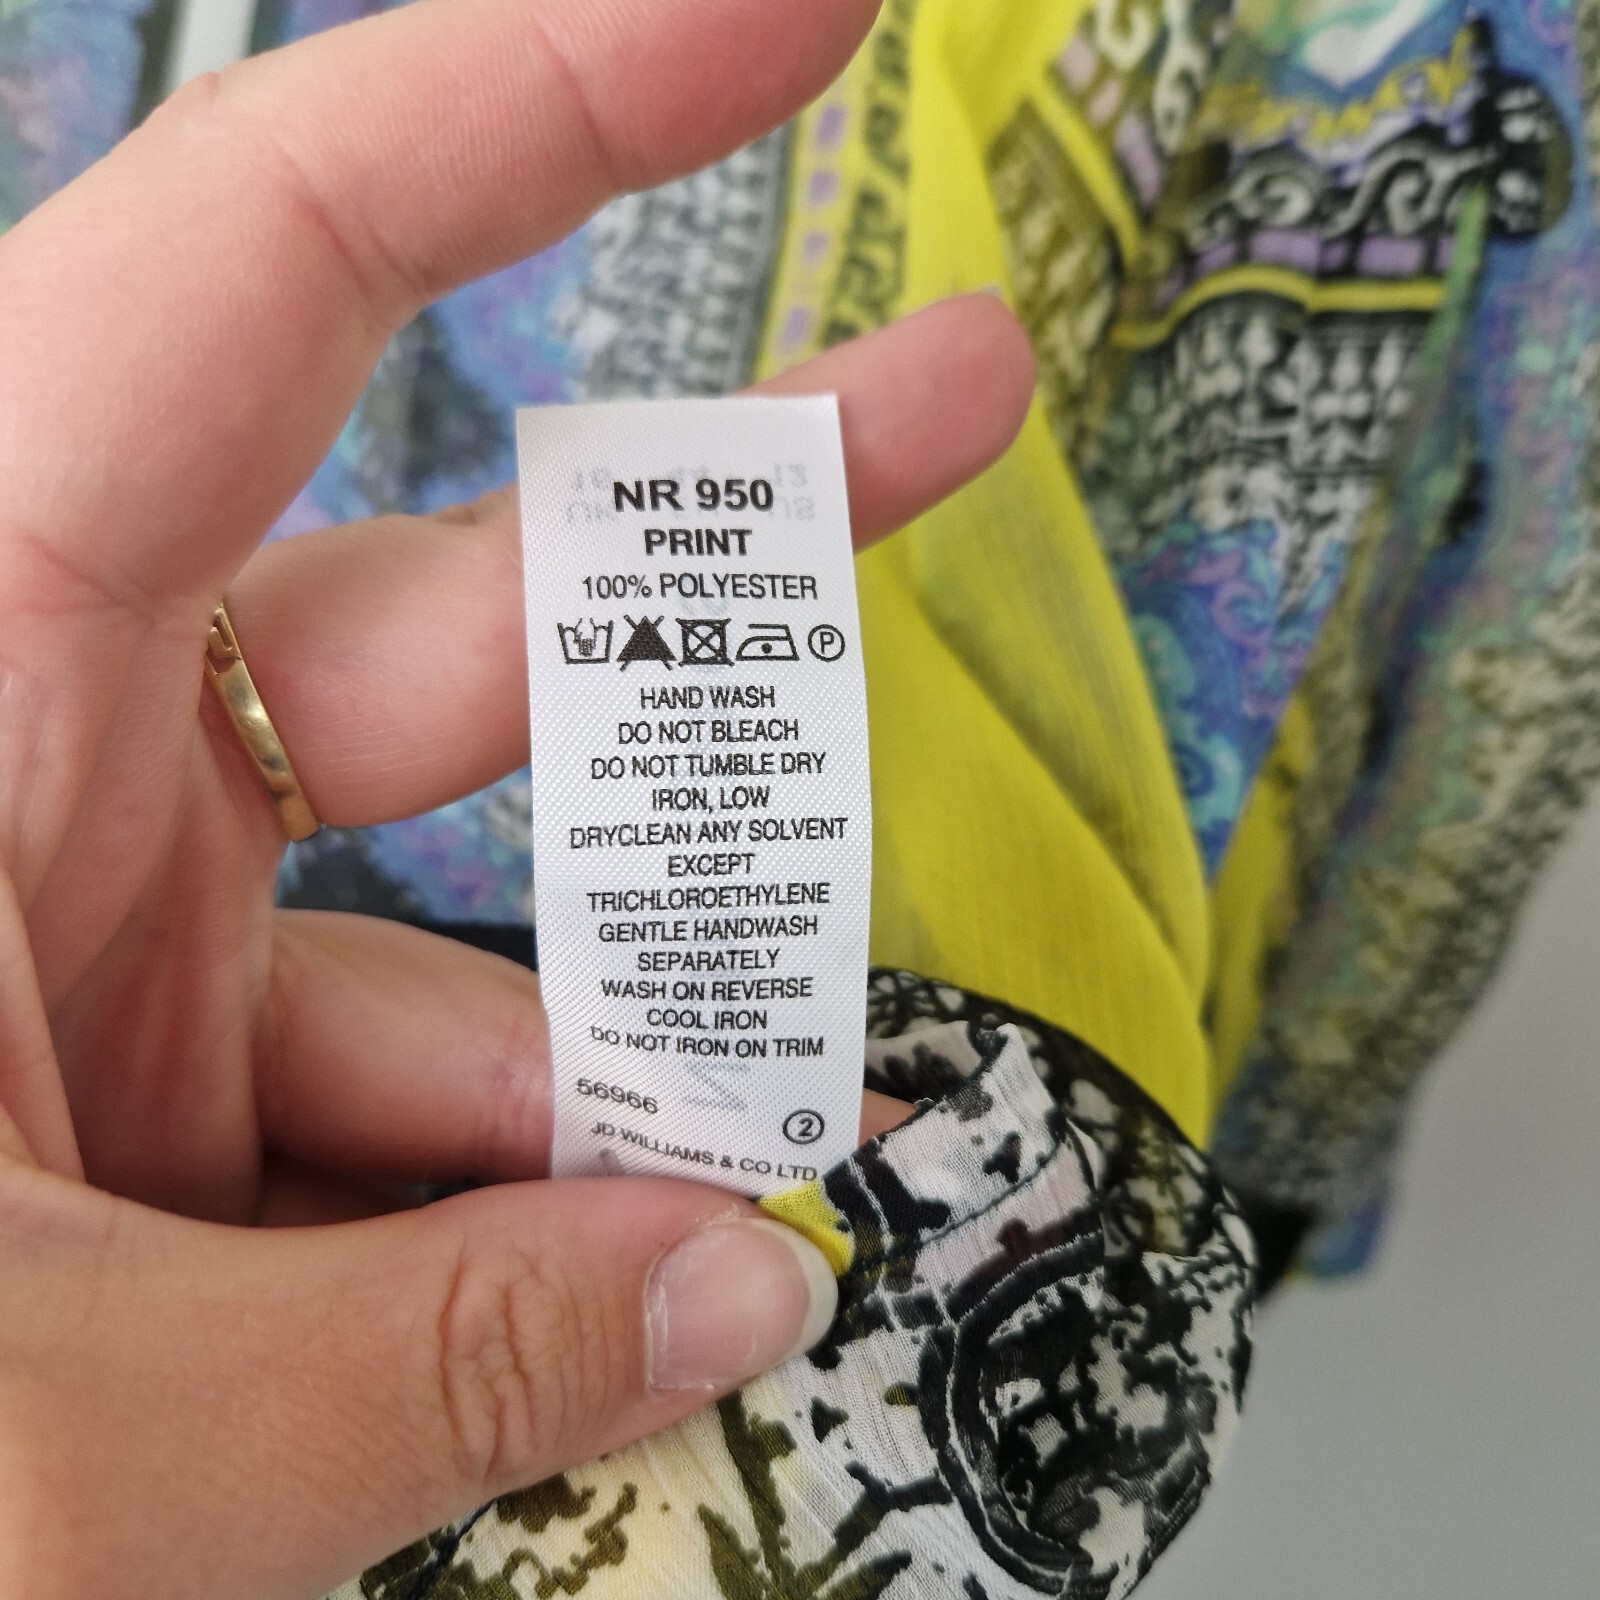 NR 950
PRINT
100% POLYESTER
P
HAND WASH
DO NOT BLEACH
DO NOT TUMBLE DRY
IRON, LOW
DRYCLEAN ANY SOLVENT
EXCEPT
TRICHLOROETHYLENE
GENTLE HANDWASH
SEPARATELY
WASH ON REVERSE
COOL IRON
DO NOT IRON ON TRIM
56966
2
JD WILLIAMS & CO LTD